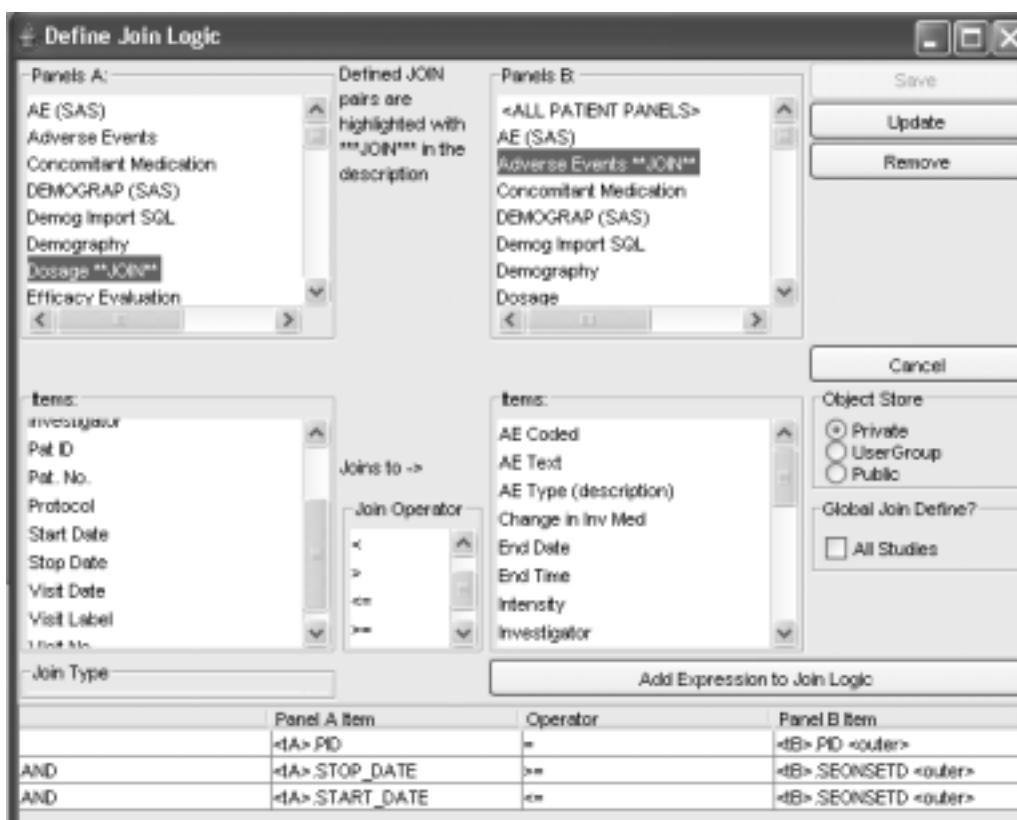 Define Join Logic
Panels A:
AE (SAS)
Adverse Events
Concomitant Medication
DEMOGRAP (SAS)
Demog Import SQL
Demography
Dosage **JOIN**
Efficacy Evaluation
Defined JOIN
pairs are
highlighted with
***JOIN*** in the
description
Panels B:
<ALL PATIENT PANELS>
AE (SAS)
Adverse Events **JOIN**
Concomitant Medication
DEMOGRAP (SAS)
Demog Import SQL
Demography
Dosage
Save
Update
Remove
Cancel
Items:
Investigator
Pat ID
Pat. No.
Protocol
Start Date
Stop Date
Visit Date
Visit Label
Visit No.
Joins to ->
Join Operator
<
>
<=
>=
Items:
AE Coded
AE Text
AE Type (description)
Change in Inv Med
End Date
End Time
Intensity
Investigator
Object Store
Private
UserGroup
Public
Global Join Define?
All Studies
Join Type
Add Expression to Join Logic
Panel A Item Operator Panel B Item
<tA>.PID = <tB>.PID <outer>
AND <tA>.STOP_DATE >= <tB>.SEONSETD <outer>
AND <tA>.START_DATE <= <tB>.SEONSETD <outer>